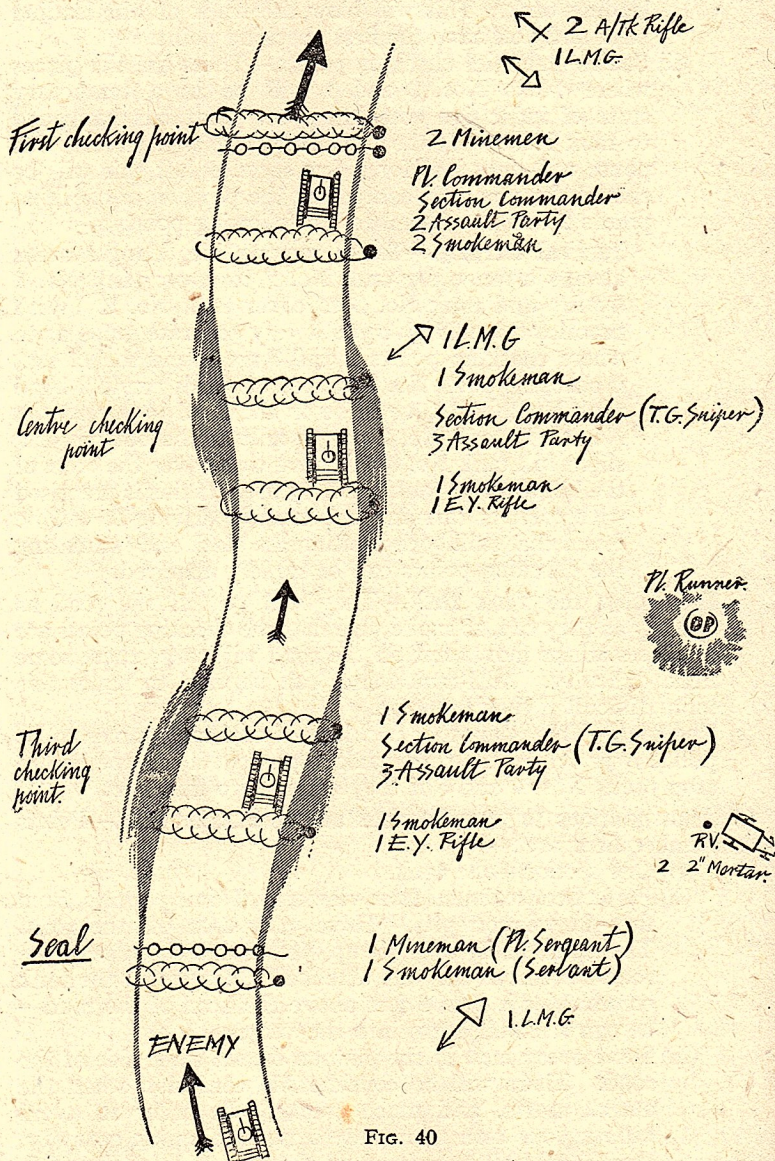 2 A/Tk Rifle
1 L.M.G.
First checking point
2 Minemen
Pl. Commander
Section Commander
2 Assault Party
2 Smokeman
1 L.M.G
1 Smokeman
Centre checking
point
Section Commander (T.G. Sniper)
3 Assault Party
1 Smokeman
1 E.Y. Rifle
Pl. Runner.
OP
1 Smokeman
Third
checking
point.
Section Commander (T.G. Sniper)
3 Assault Party
1 Smokeman
1 E.Y. Rifle
RV.
2 2" Mortar.
Seal
1 Mineman (Pl. Sergeant)
1 Smokeman (Servant)
1. L.M.G.
ENEMY
FIG. 40